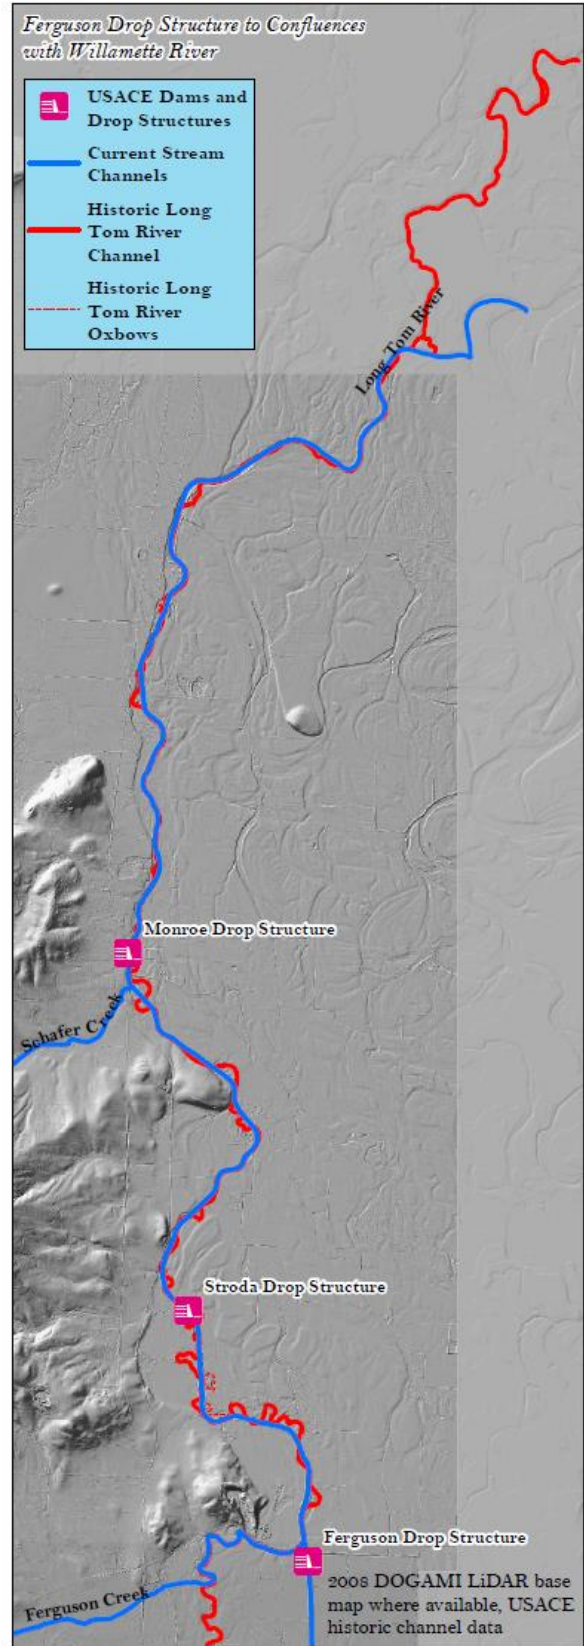 Ferguson Drop Structure to Confluences
with Willamette River
USACE Dams and
Drop Structures
Current Stream
Channels
Historic Long
Tom River
Channel
Historic Long
Tom River
Oxbows
Long Tom River
Monroe Drop Structure
Schafer Creek
Stroda Drop Structure
Ferguson Drop Structure
Ferguson Creek
2008 DOGAMI LiDAR base
map where available, USACE
historic channel data